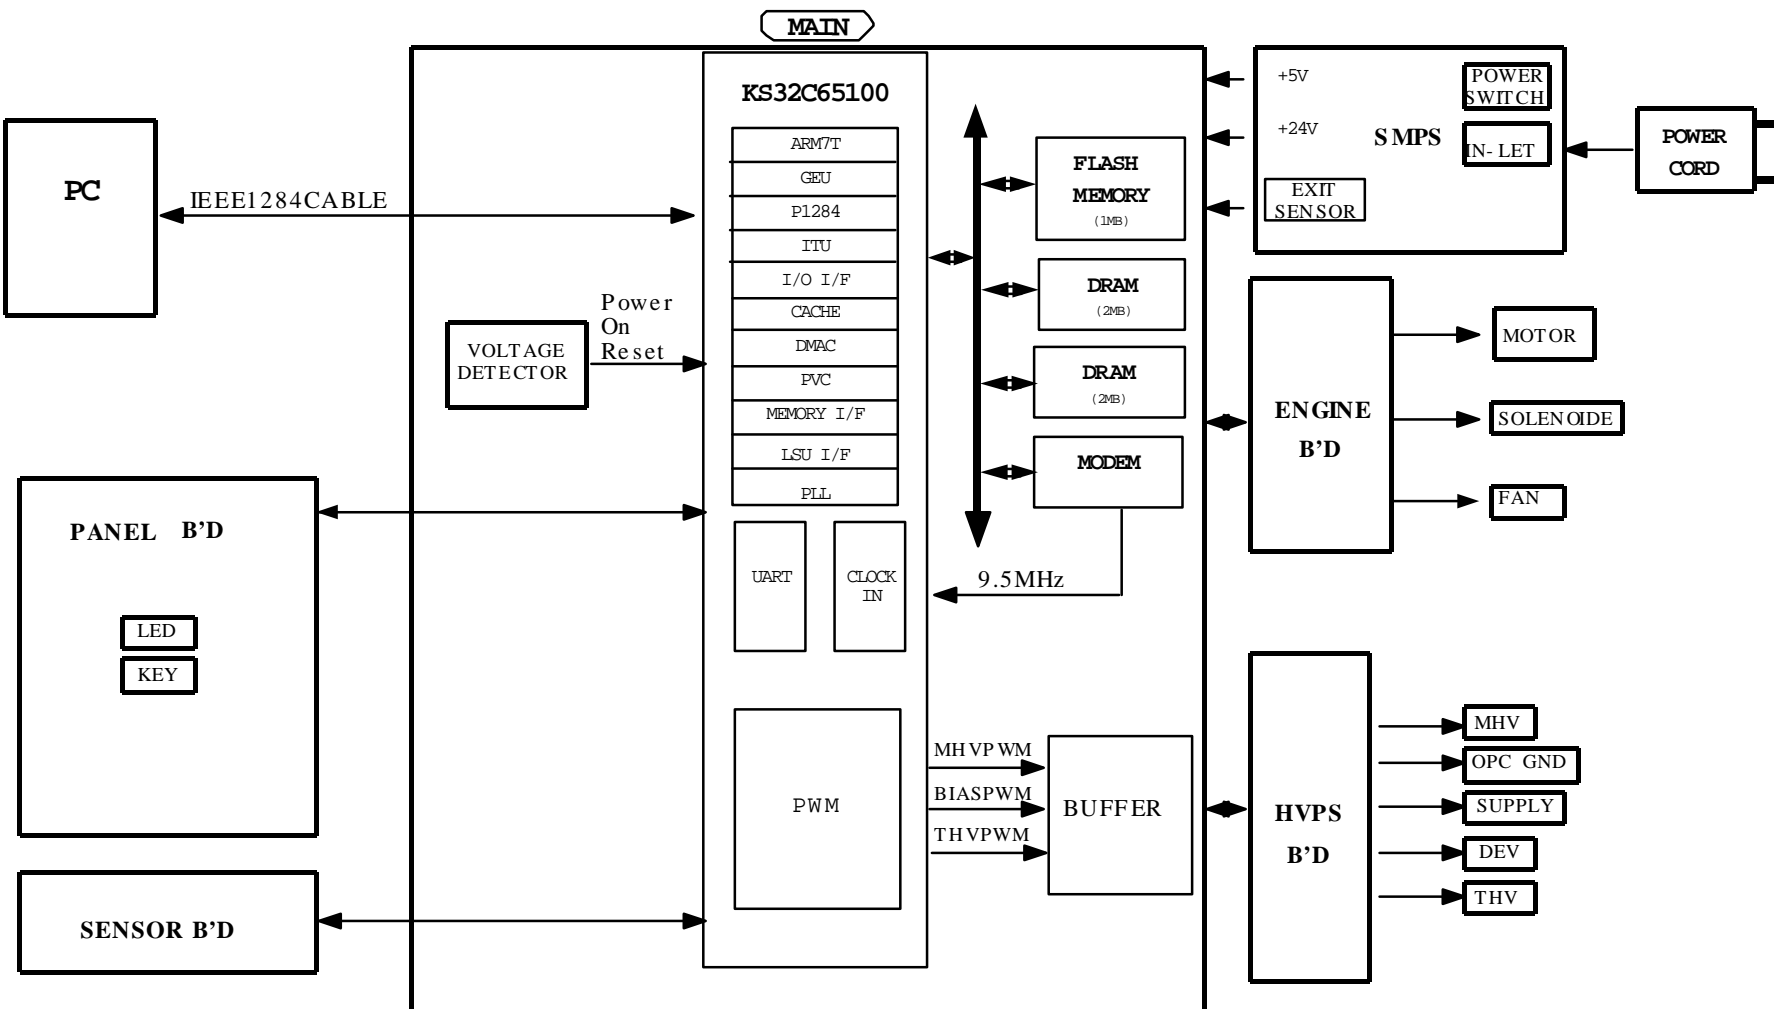 MAIN
KS32C65100
ARM7T
GEU
P1284
ITU
I/O I/F
CACHE
DMAC
PVC
MEMORY I/F
LSU I/F
PLL
UART
CLOCK
IN
PWM
PC
IEEE1284CABLE
VOLTAGE
DETECTOR
Power
On
Reset
PANEL B’D
LED
KEY
SENSOR B’D
FLASH
MEMORY
(1MB)
DRAM
(2MB)
DRAM
(2MB)
MODEM
9.5MHz
MHVPWM
BIASPWM
THVPWM
BUFFER
+5V
+24V
EXIT
SENSOR
SMPS
POWER
SWITCH
IN-LET
POWER
CORD
ENGINE
B’D
MOTOR
SOLENOIDE
FAN
HVPS
B’D
MHV
OPC GND
SUPPLY
DEV
THV